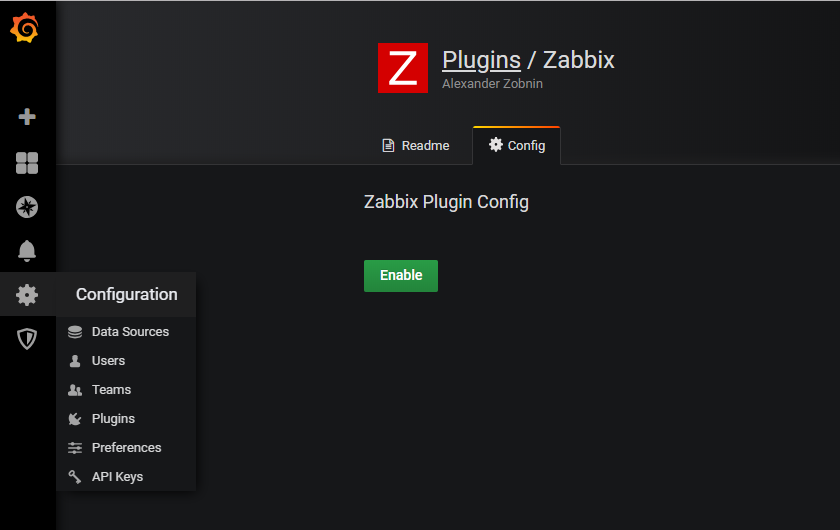 Z
Plugins / Zabbix
Alexander Zobnin
Readme
Config
Zabbix Plugin Config
Enable
Configuration
Data Sources
Users
Teams
Plugins
Preferences
API Keys